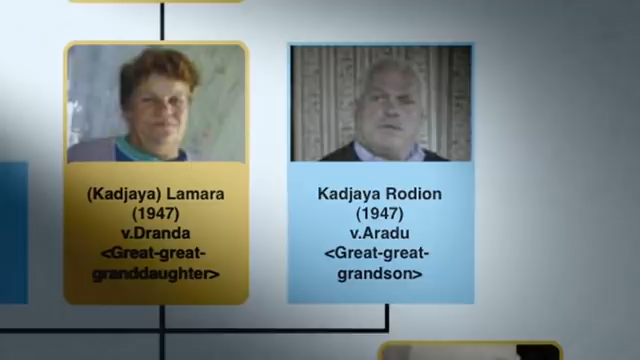 (Kadjaya) Lamara
(1947)
v.Dranda
<Great-great-
granddaughter>
Kadjaya Rodion
(1947)
v.Aradu
<Great-great-
grandson>